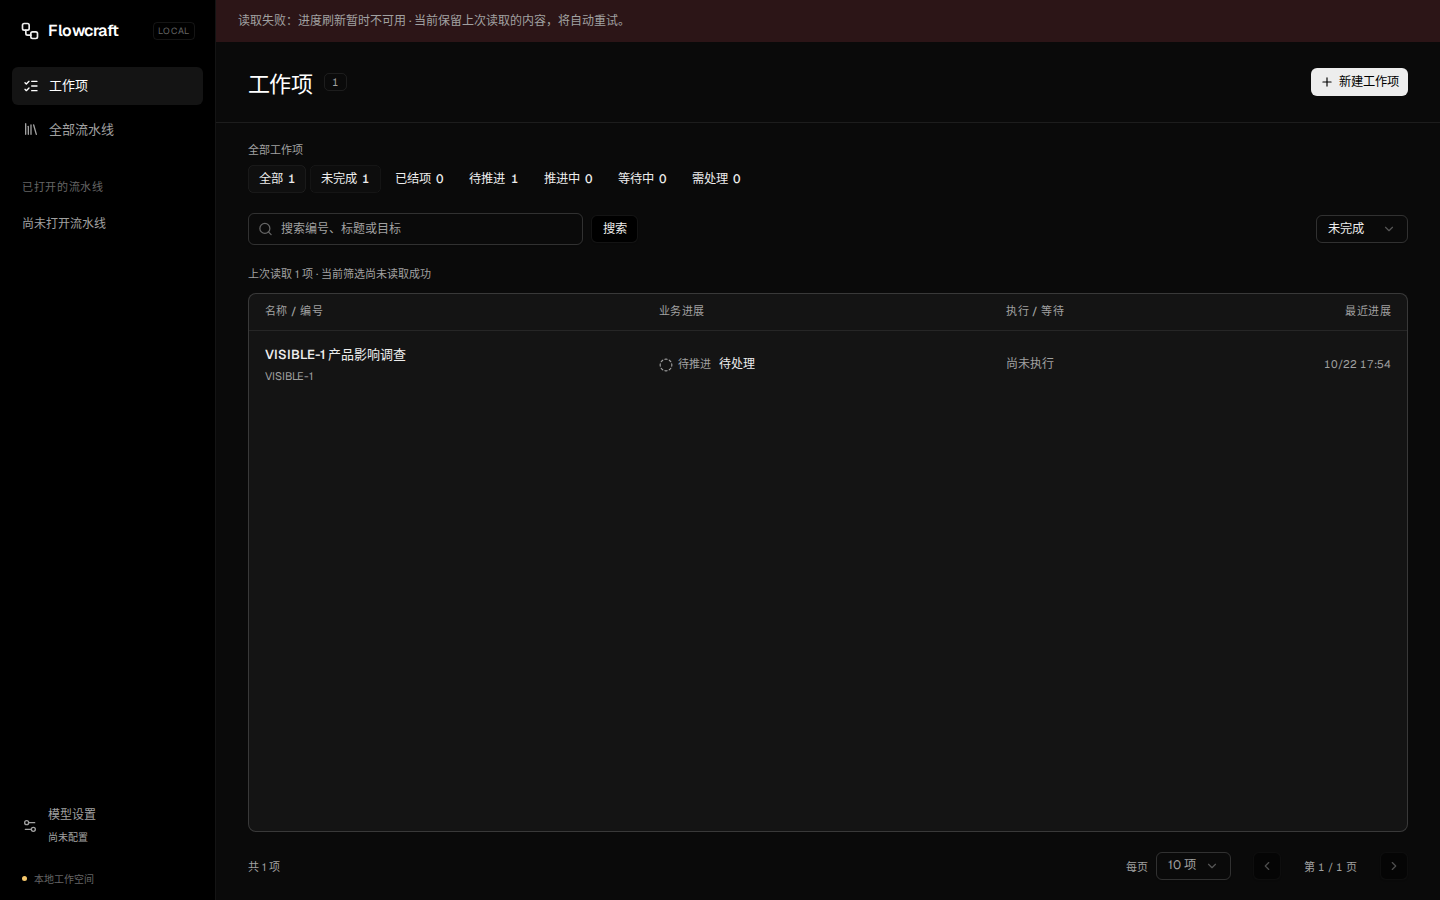 Flowcraft LOCAL
工作项
全部流水线
已打开的流水线
尚未打开流水线
模型设置
尚未配置
本地工作空间
读取失败：进度刷新暂时不可用 · 当前保留上次读取的内容，将自动重试。
工作项 1
新建工作项
全部工作项
全部 1 未完成 1 已结项 0 待推进 1 推进中 0 等待中 0 需处理 0
搜索编号、标题或目标 搜索 未完成
上次读取 1 项 · 当前筛选尚未读取成功
名称 / 编号 业务进展 执行 / 等待 最近进展
VISIBLE-1 产品影响调查
VISIBLE-1
待推进 待处理 尚未执行 10/22 17:54
共 1 项 每页 10 项 第 1 / 1 页